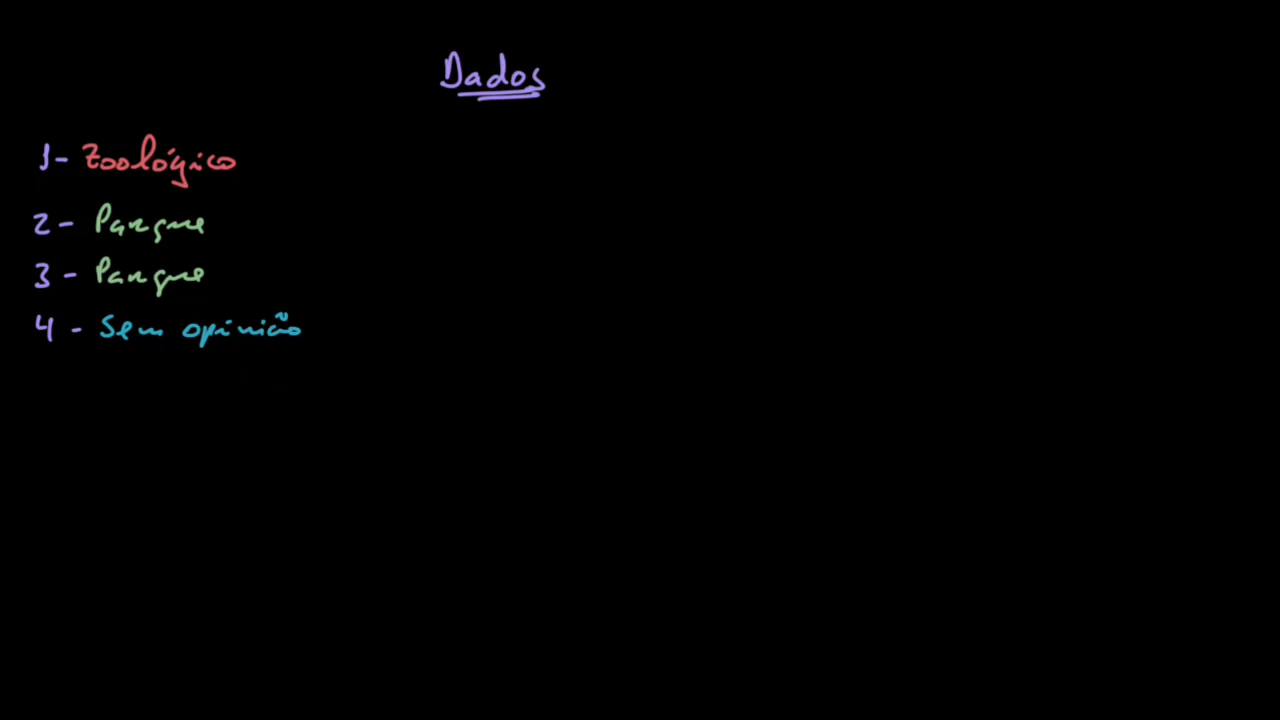 Dados
1- Zoológico
2- Parque
3- Parque
4- Sem opinião